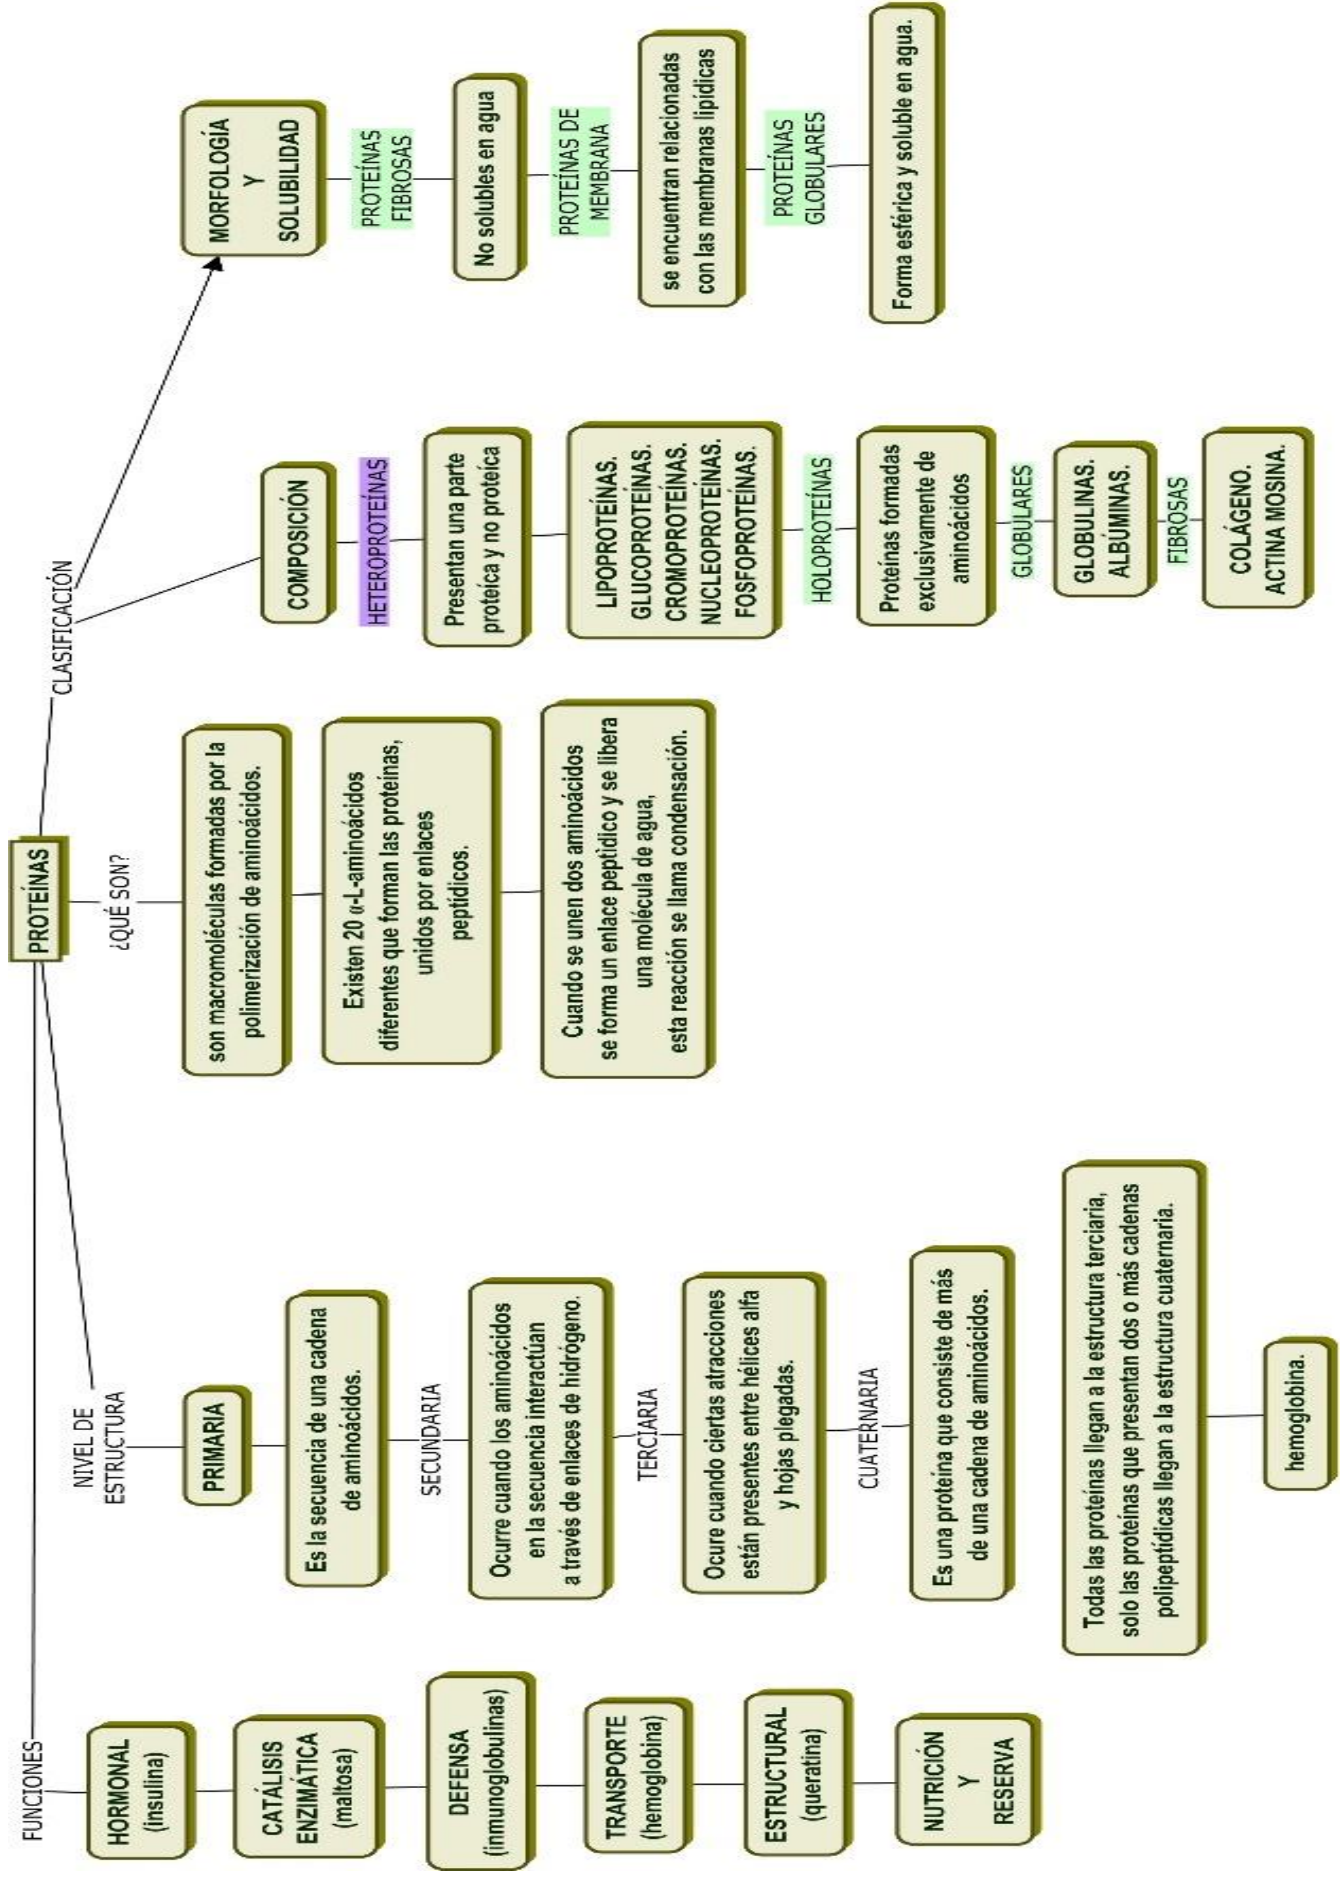 PROTEÍNAS
FUNCIONES
HORMONAL
(insulina)
CATÁLISIS
ENZIMÁTICA
(maltosa)
DEFENSA
(inmunoglobulinas)
TRANSPORTE
(hemoglobina)
ESTRUCTURAL
(queratina)
NUTRICIÓN
Y
RESERVA
NIVEL DE
ESTRUCTURA
PRIMARIA
Es la secuencia de una cadena
de aminoácidos.
SECUNDARIA
Ocurre cuando los aminoácidos
en la secuencia interactúan
a través de enlaces de hidrógeno.
TERCIARIA
Ocure cuando ciertas atracciones
están presentes entre hélices alfa
y hojas plegadas.
CUATERNARIA
Es una proteína que consiste de más
de una cadena de aminoácidos.
Todas las proteínas llegan a la estructura terciaria,
solo las proteínas que presentan dos o más cadenas
polipeptídicas llegan a la estructura cuaternaria.
hemoglobina.
¿QUÉ SON?
son macromoléculas formadas por la
polimerización de aminoácidos.
Existen 20 α-L-aminoácidos
diferentes que forman las proteínas,
unidos por enlaces
peptídicos.
Cuando se unen dos aminoácidos
se forma un enlace peptìdico y se libera
una molécula de agua,
esta reacción se llama condensación.
CLASIFICACIÓN
COMPOSICIÓN
HETEROPROTEÍNAS
Presentan una parte
protéica y no protéica
LIPOPROTEÍNAS.
GLUCOPROTEÍNAS.
CROMOPROTEÍNAS.
NUCLEOPROTEÍNAS.
FOSFOPROTEÍNAS.
HOLOPROTEÍNAS
Proteínas formadas
exclusivamente de
aminoácidos
GLOBULARES
GLOBULINAS.
ALBÚMINAS.
FIBROSAS
COLÁGENO.
ACTINA MOSINA.
MORFOLOGÍA
Y
SOLUBILIDAD
PROTEÍNAS
FIBROSAS
No solubles en agua
PROTEÍNAS DE
MEMBRANA
se encuentran relacionadas
con las membranas lipídicas
PROTEÍNAS
GLOBULARES
Forma esférica y soluble en agua.